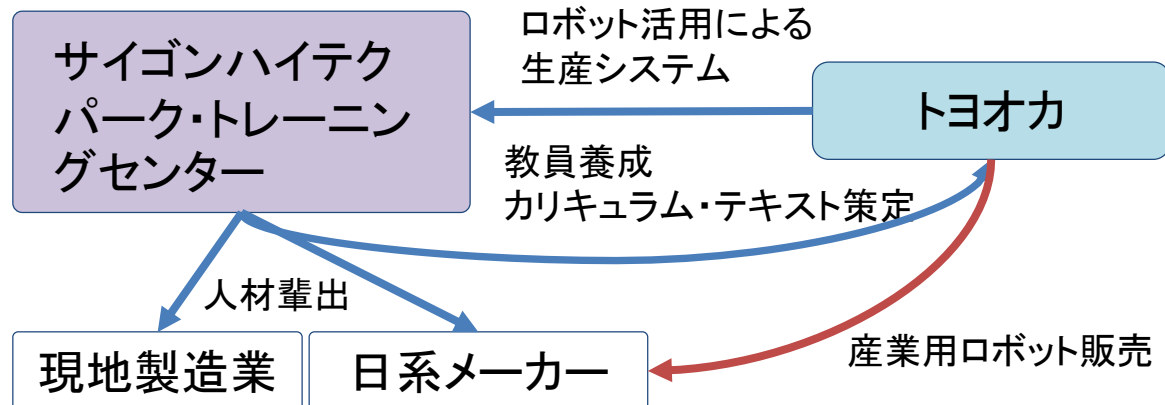 サイゴンハイテク
パーク・トレーニン
グセンター
ロボット活用による
生産システム
トヨオカ
教員養成
カリキュラム・テキスト策定
人材輩出
現地製造業
日系メーカー
産業用ロボット販売